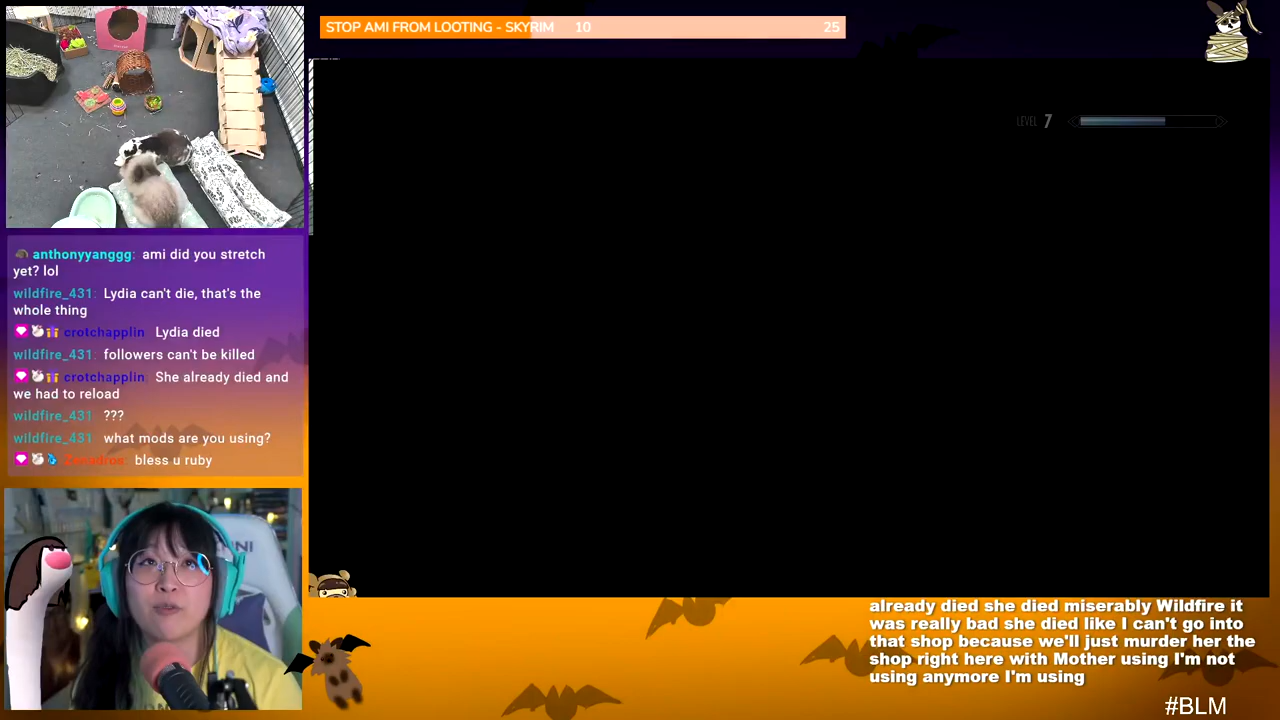 STOP AMI FROM LOOTING - SKYRIM 10 25
LEVEL 7
anthonyyanggg: ami did you stretch
yet? lol
wildfire_431: Lydia can't die, that's the
whole thing
crotchapplin Lydia died
wildfire_431: followers can't be killed
crotchapplin: She already died and
we had to reload
wildfire_431 ???
wildfire_431 what mods are you using?
bless u ruby
already died she died miserably Wildfire it
was really bad she died like I can't go into
that shop because we'll just murder her the
shop right here with Mother using I'm not
using anymore I'm using
#BLM